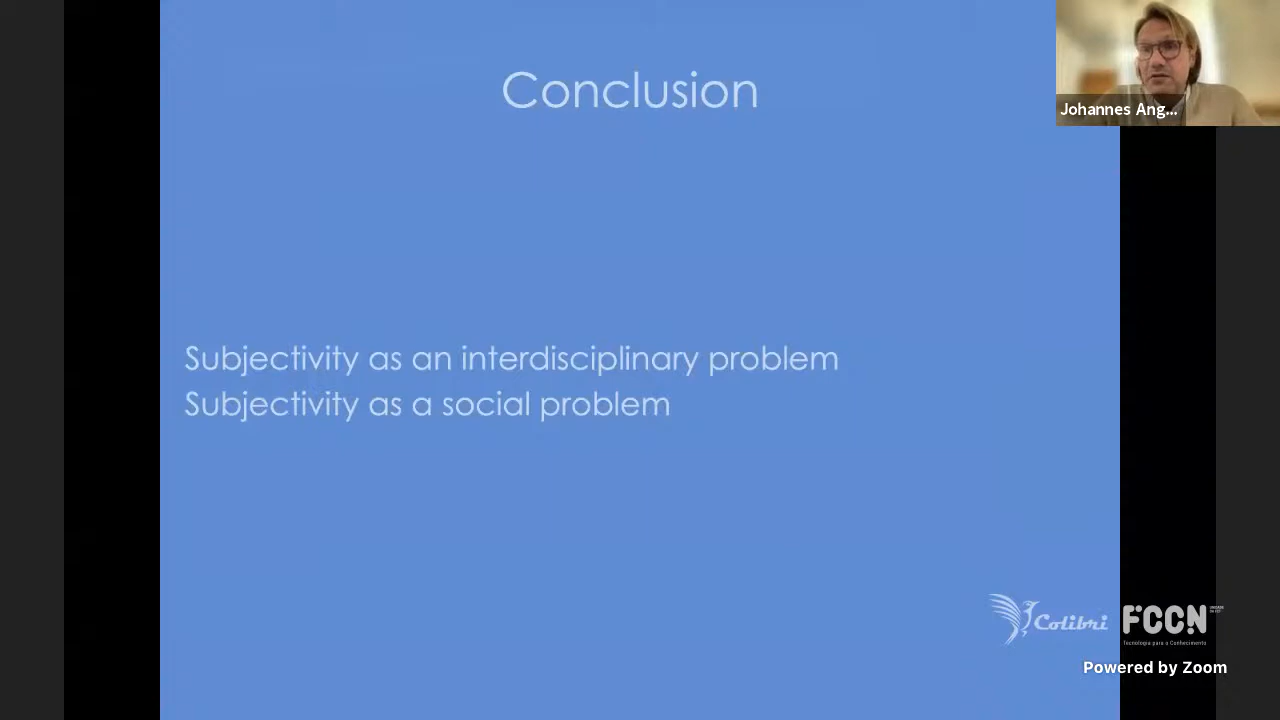 Conclusion
Johannes Ang...
Subjectivity as an interdisciplinary problem
Subjectivity as a social problem
Colibri
FCCN
Tecnologia para o Conhecimento
Powered by Zoom